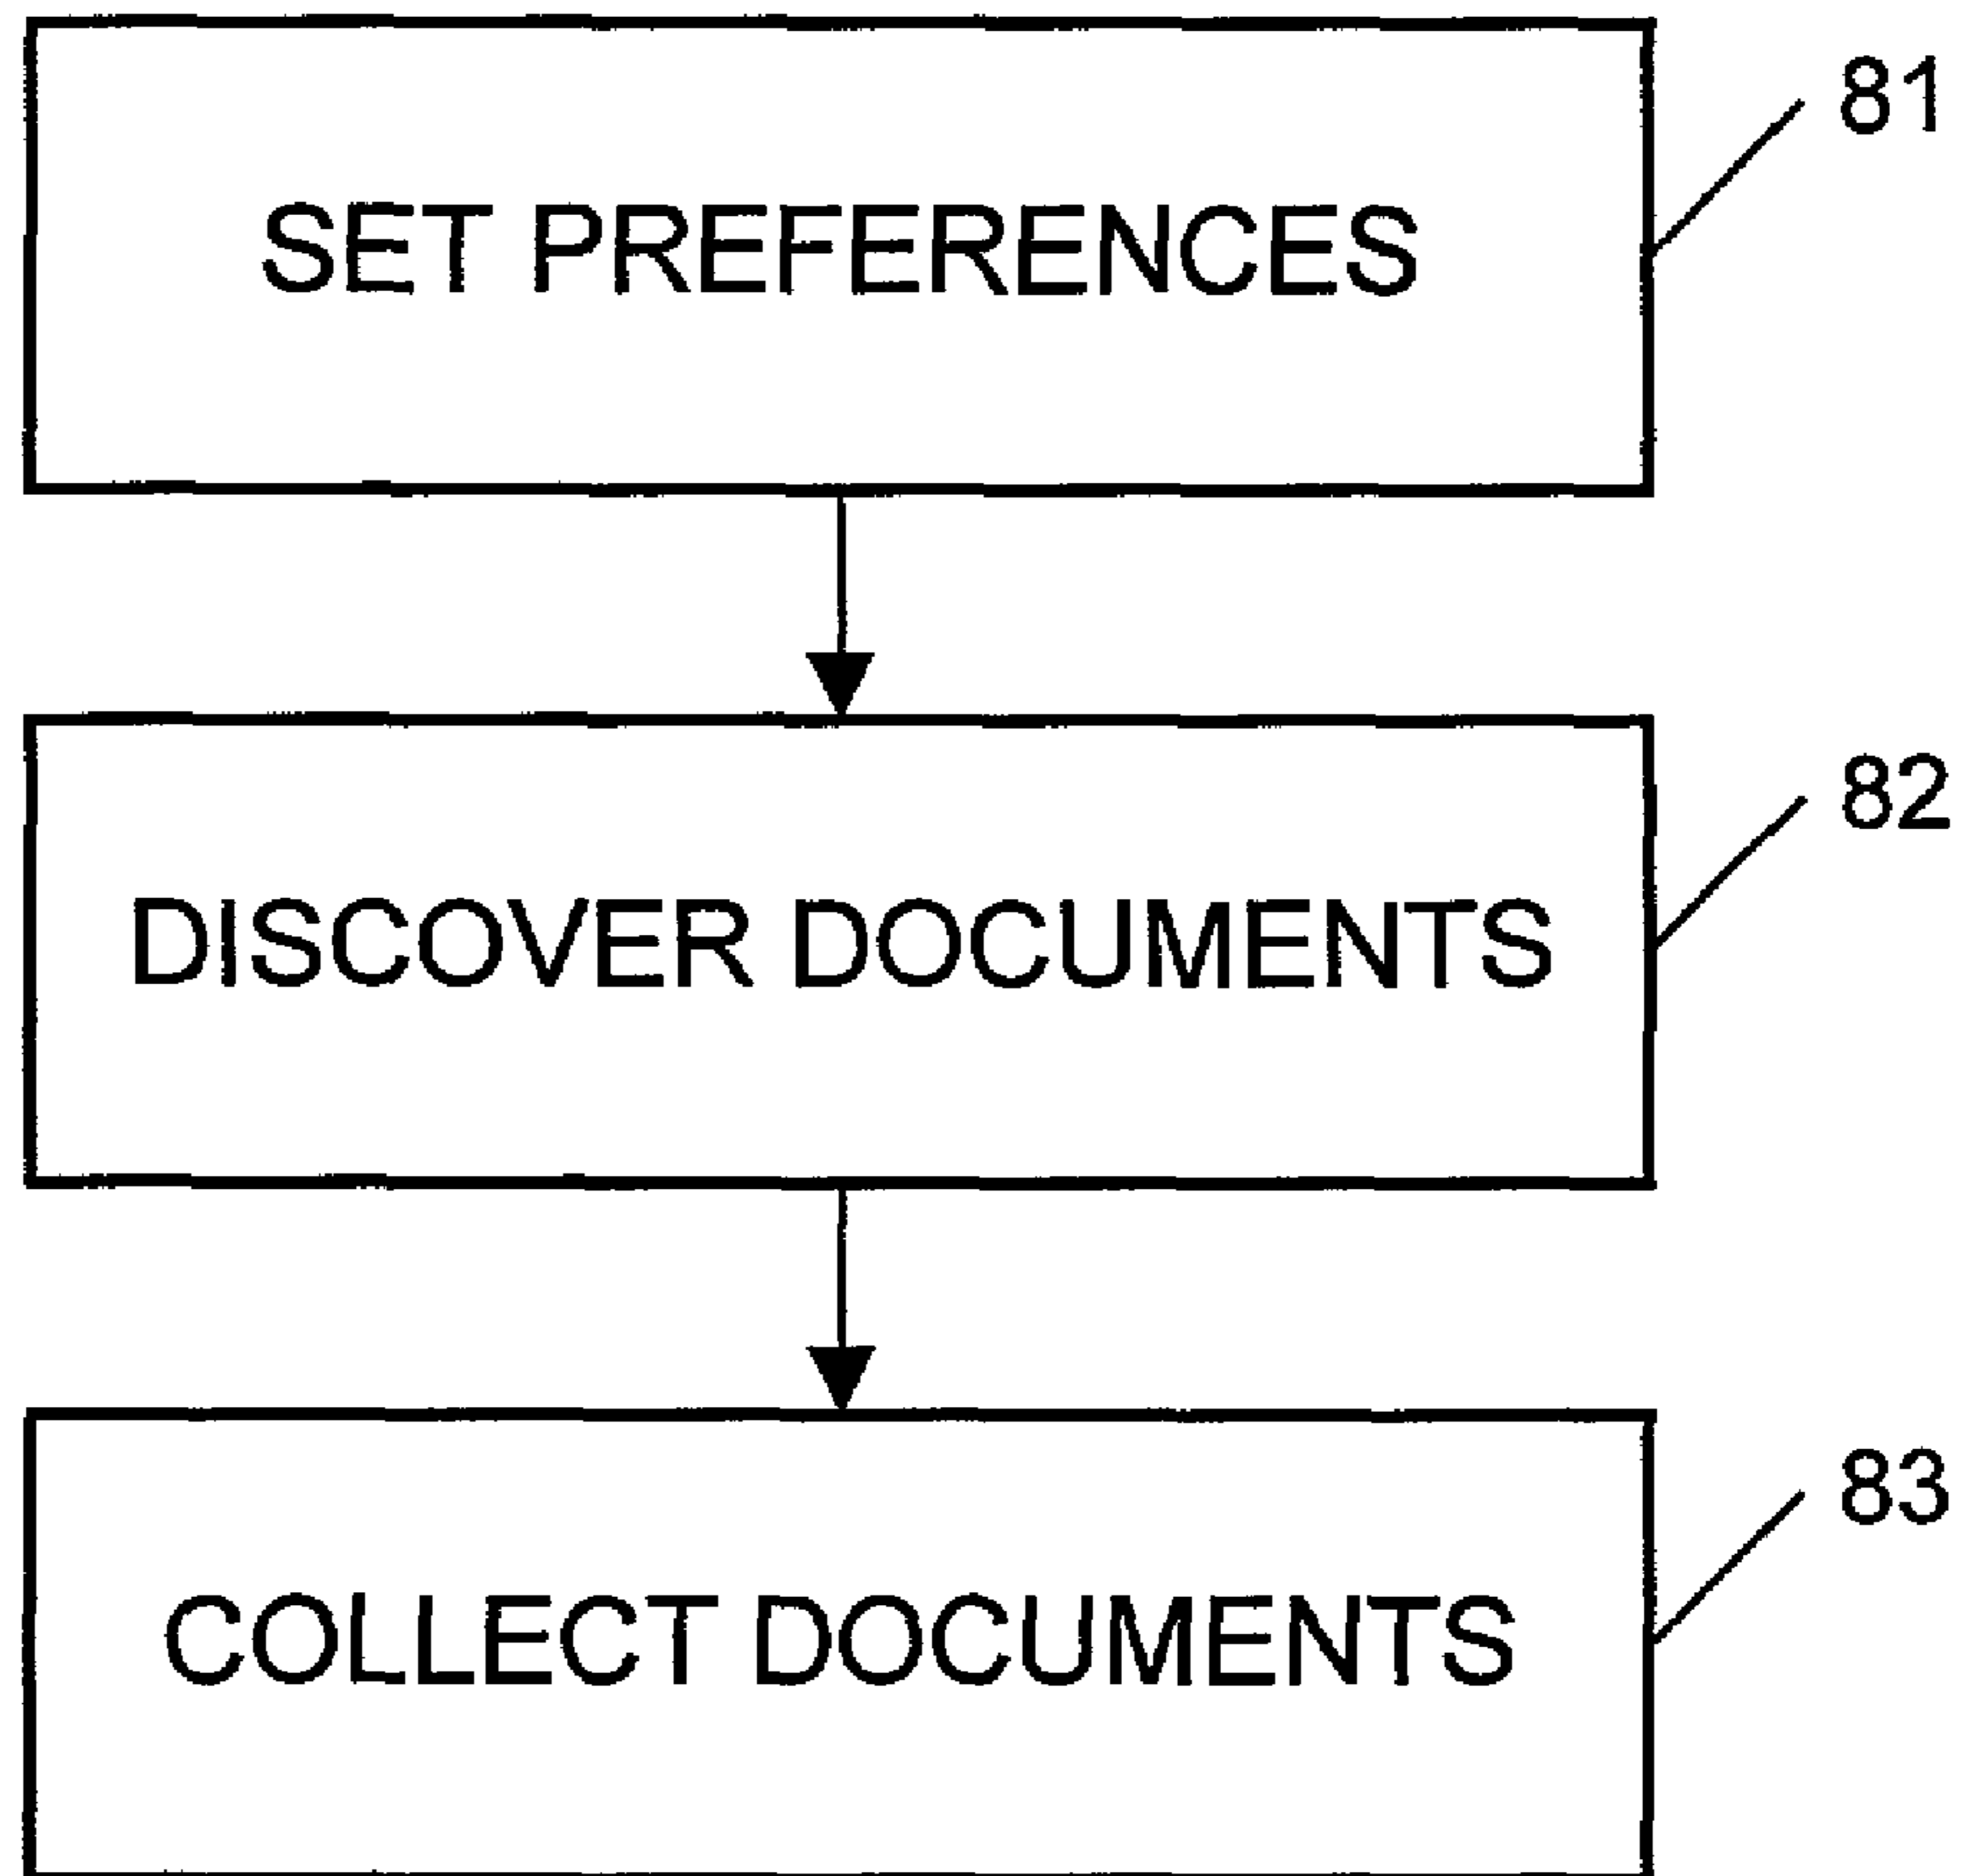 81
SET PREFERENCES
82
DISCOVER DOCUMENTS
83
COLLECT DOCUMENTS